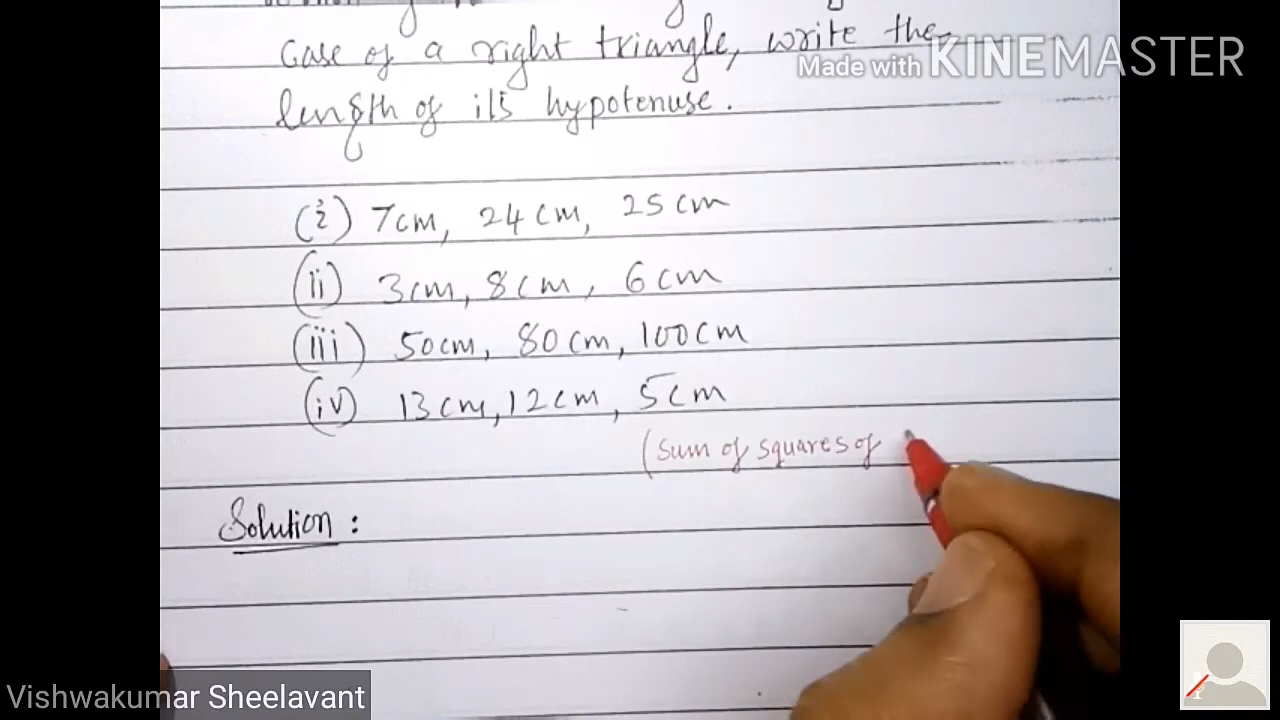 case of a right triangle, write the
length of its hypotenuse.
Made with KINEMASTER
(i) 7cm, 24cm, 25cm
(ii) 3cm, 8cm, 6cm
(iii) 50cm, 80cm, 100cm
(iv) 13cm, 12cm, 5cm
(sum of squares of
Solution :
Vishwakumar Sheelavant